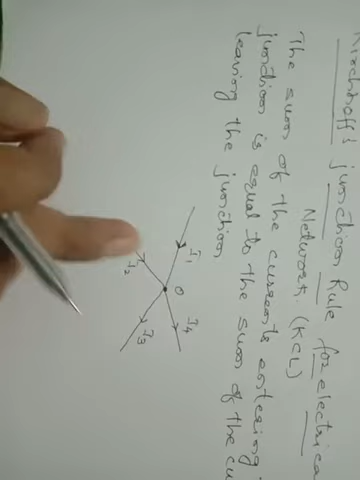 Kirchhoff's junction Rule for electrical
Network. (KCL)
The sum of the currents entering
junction is equal to the sum of the cu
leaving the junction
I1
I2
O
I3
I4